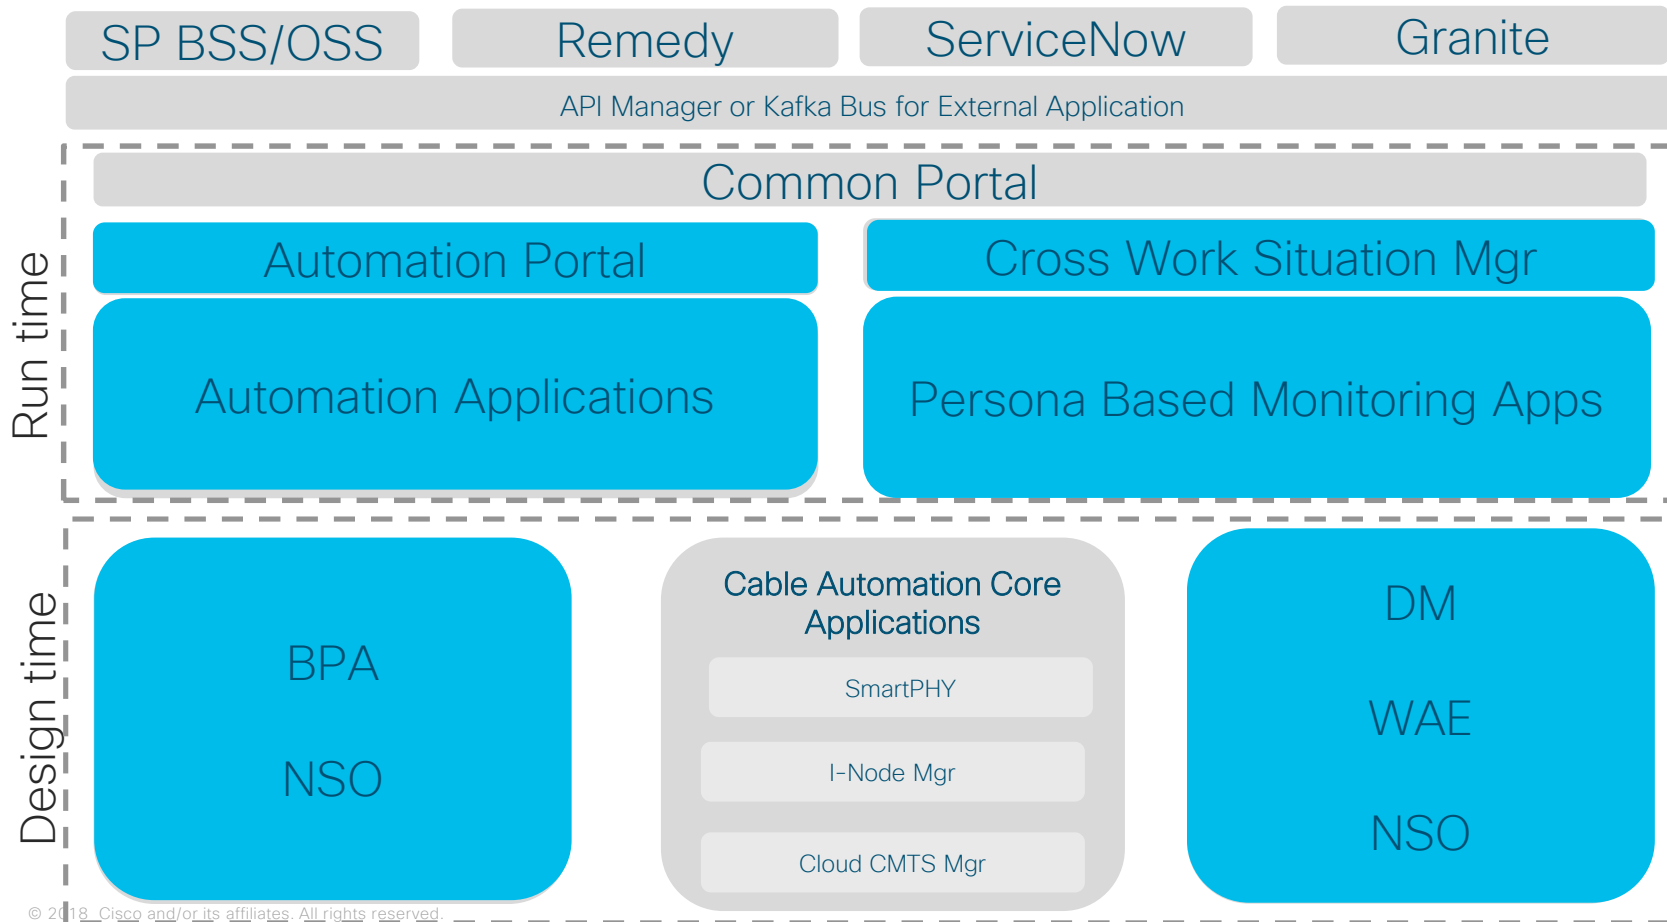 SP BSS/OSS
Remedy
ServiceNow
Granite
API Manager or Kafka Bus for External Application
Run time
Common Portal
Automation Portal
Cross Work Situation Mgr
Automation Applications
Persona Based Monitoring Apps
Design time
BPA
NSO
Cable Automation Core
Applications
SmartPHY
I-Node Mgr
Cloud CMTS Mgr
DM
WAE
NSO
© 2018 Cisco and/or its affiliates. All rights reserved.